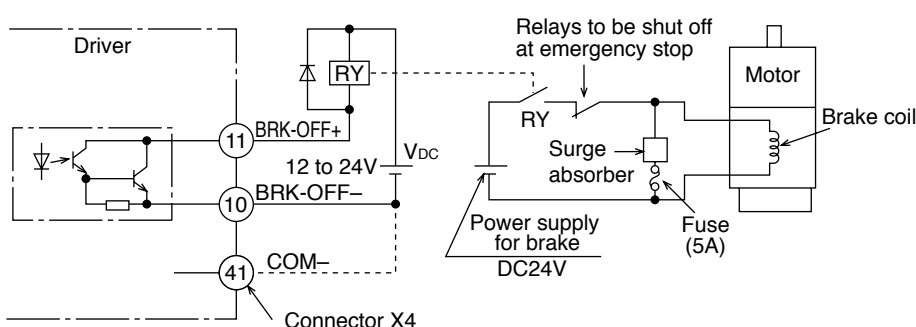 Driver
RY
11
BRK-OFF+
12 to 24V
VDC
10
BRK-OFF–
41
COM–
Connector X4
Relays to be shut off
at emergency stop
RY
Surge
absorber
Power supply
for brake
DC24V
Fuse
(5A)
Motor
Brake coil